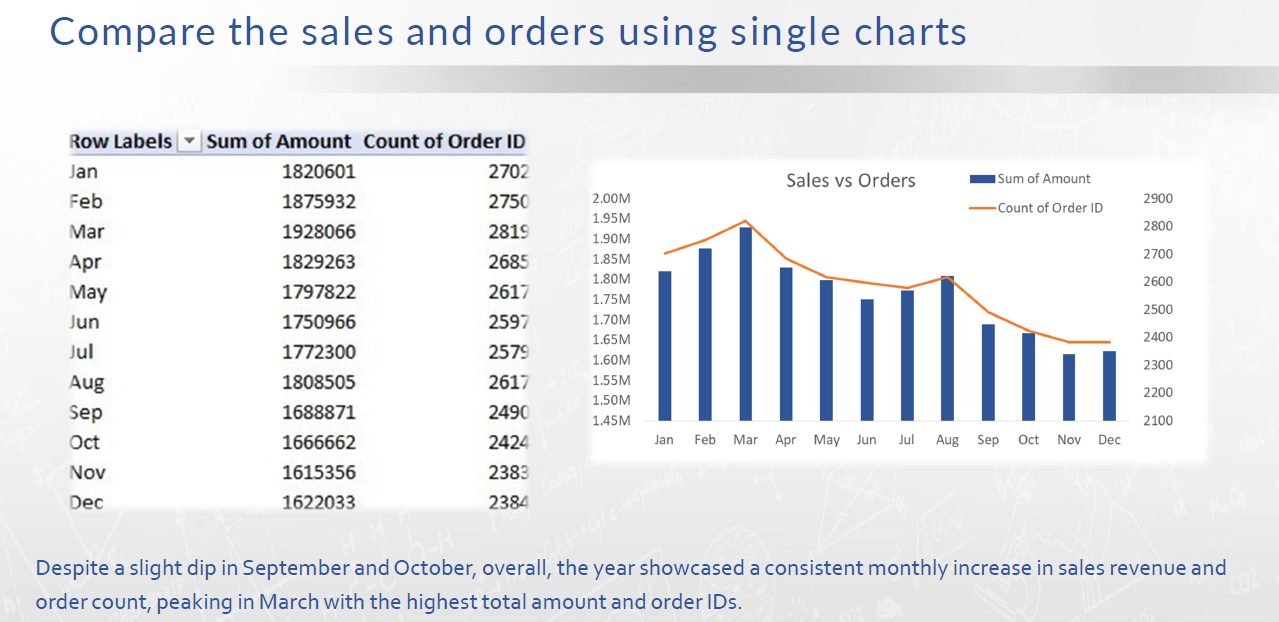 Compare the sales and orders using single charts
Row Labels Sum of Amount Count of Order ID
Jan 1820601 2702
Feb 1875932 2750
Mar 1928066 2819
Apr 1829263 2685
May 1797822 2617
Jun 1750966 2597
Jul 1772300 2579
Aug 1808505 2617
Sep 1688871 2490
Oct 1666662 2424
Nov 1615356 2383
Dec 1622033 2384
Sales vs Orders
Sum of Amount
Count of Order ID
2.00M
1.95M
1.90M
1.85M
1.80M
1.75M
1.70M
1.65M
1.60M
1.55M
1.50M
1.45M
2900
2800
2700
2600
2500
2400
2300
2200
2100
Jan Feb Mar Apr May Jun Jul Aug Sep Oct Nov Dec
Despite a slight dip in September and October, overall, the year showcased a consistent monthly increase in sales revenue and
order count, peaking in March with the highest total amount and order IDs.